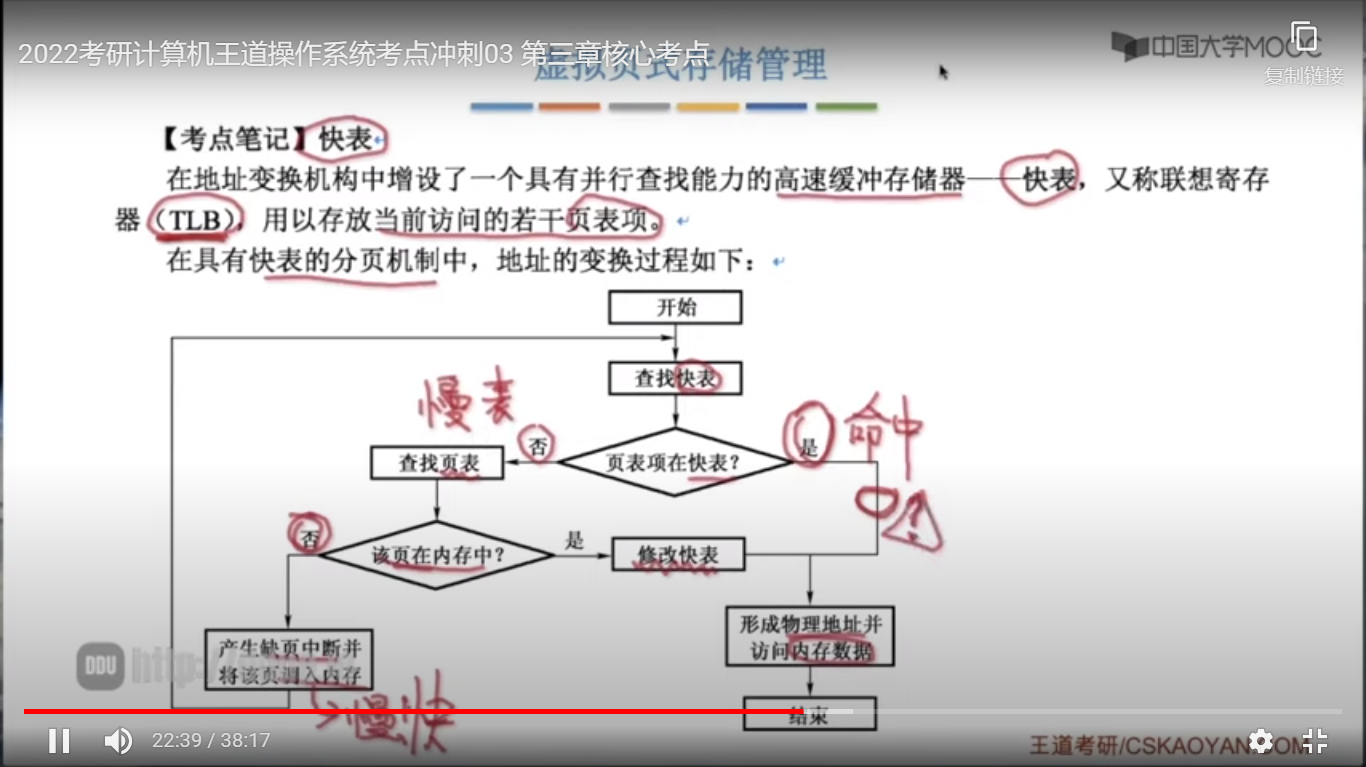 2022考研计算机王道操作系统考点冲刺03 第三章核心考点
中国大学MOOC
虚拟页式存储管理
复制链接
【考点笔记】快表
在地址变换机构中增设了一个具有并行查找能力的高速缓冲存储器——快表，又称联想寄存
器（TLB），用以存放当前访问的若干页表项。
在具有快表的分页机制中，地址的变换过程如下：
开始
查找快表
慢表
命中
否
是
查找页表
页表项在快表？
否
该页在内存中？
是
修改快表
产生缺页中断并
将该页调入内存
形成物理地址并
访问内存数据
DDU
慢快
结束
22:39 / 38:17
王道考研/CSKAOYAN.COM